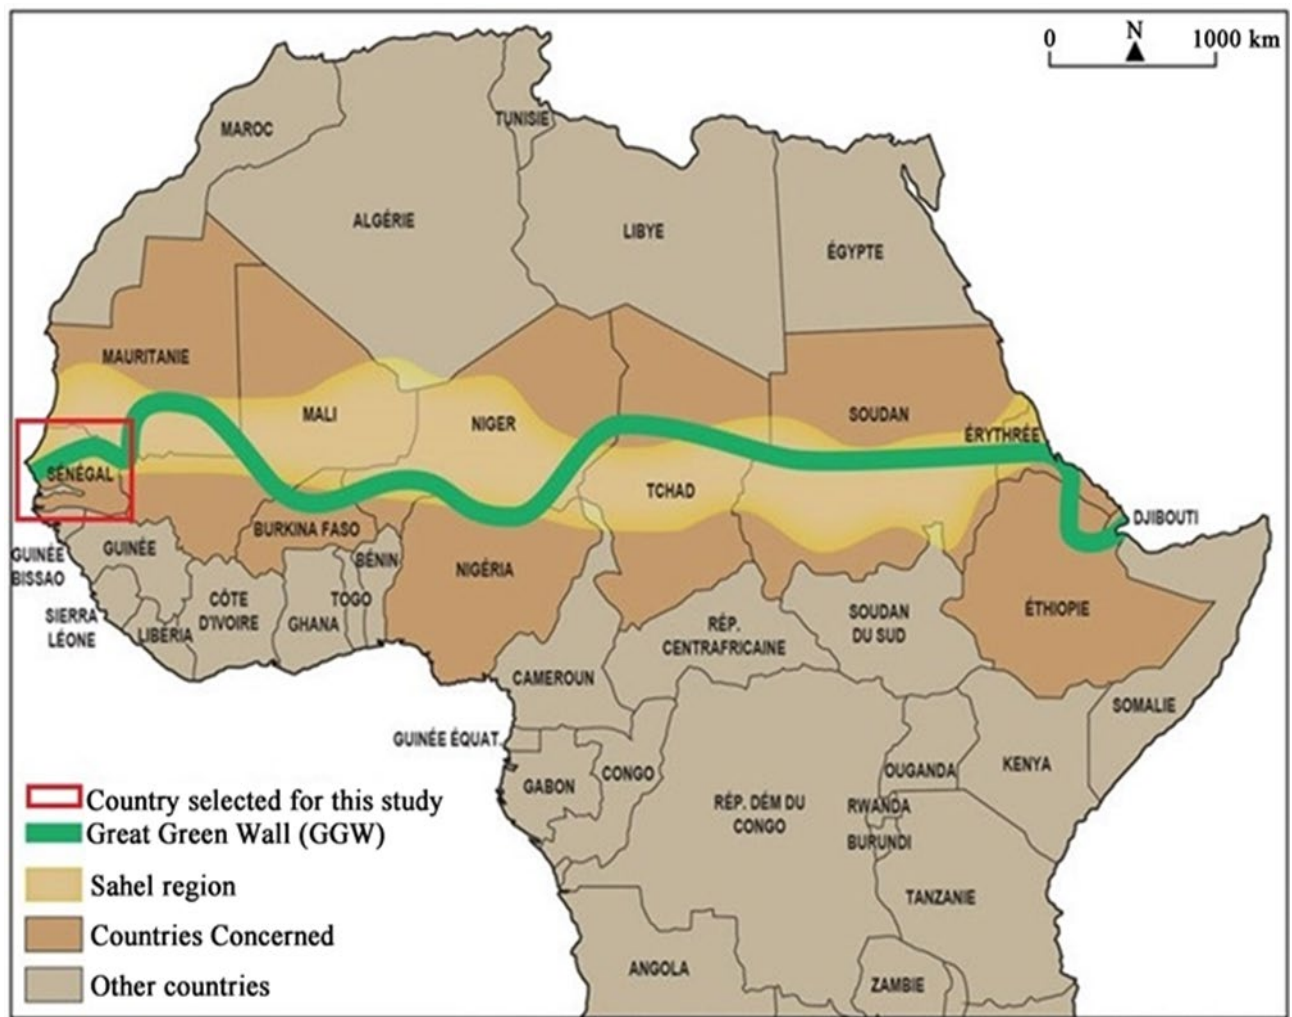 0 N 1000 km
TUNISIE
MAROC
ALGÉRIE
LIBYE
ÉGYPTE
MAURITANIE
MALI
NIGER
SOUDAN
ÉRYTHRÉE
SÉNÉGAL
TCHAD
DJIBOUTI
BURKINA FASO
GUINÉE
BISSAO
GUINÉE
BÉNIN
NIGÉRIA
CÔTE
D'IVOIRE
TOGO
GHANA
SIERRA
LÉONE
LIBÉRIA
ÉTHIOPIE
SOUDAN
DU SUD
RÉP.
CENTRAFRICAINE
CAMEROUN
SOMALIE
GUINÉE ÉQUAT.
GABON
CONGO
OUGANDA
KENYA
RÉP. DÉM DU
CONGO
RWANDA
BURUNDI
TANZANIE
ANGOLA
ZAMBIE
Country selected for this study
Great Green Wall (GGW)
Sahel region
Countries Concerned
Other countries